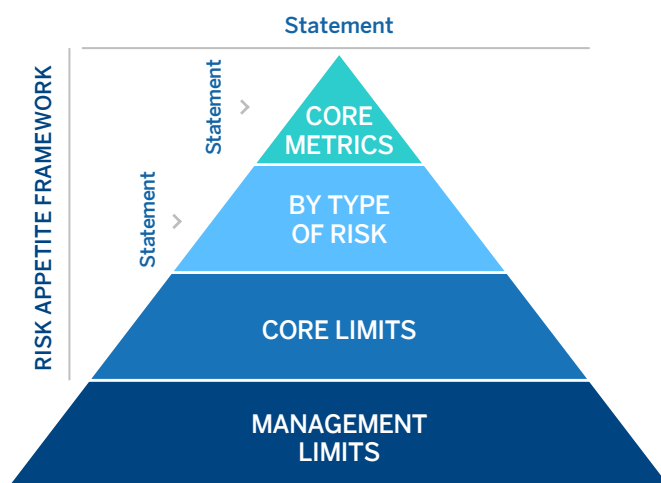 Statement
RISK APPETITE FRAMEWORK
Statement
CORE
METRICS
Statement
BY TYPE
OF RISK
CORE LIMITS
MANAGEMENT
LIMITS